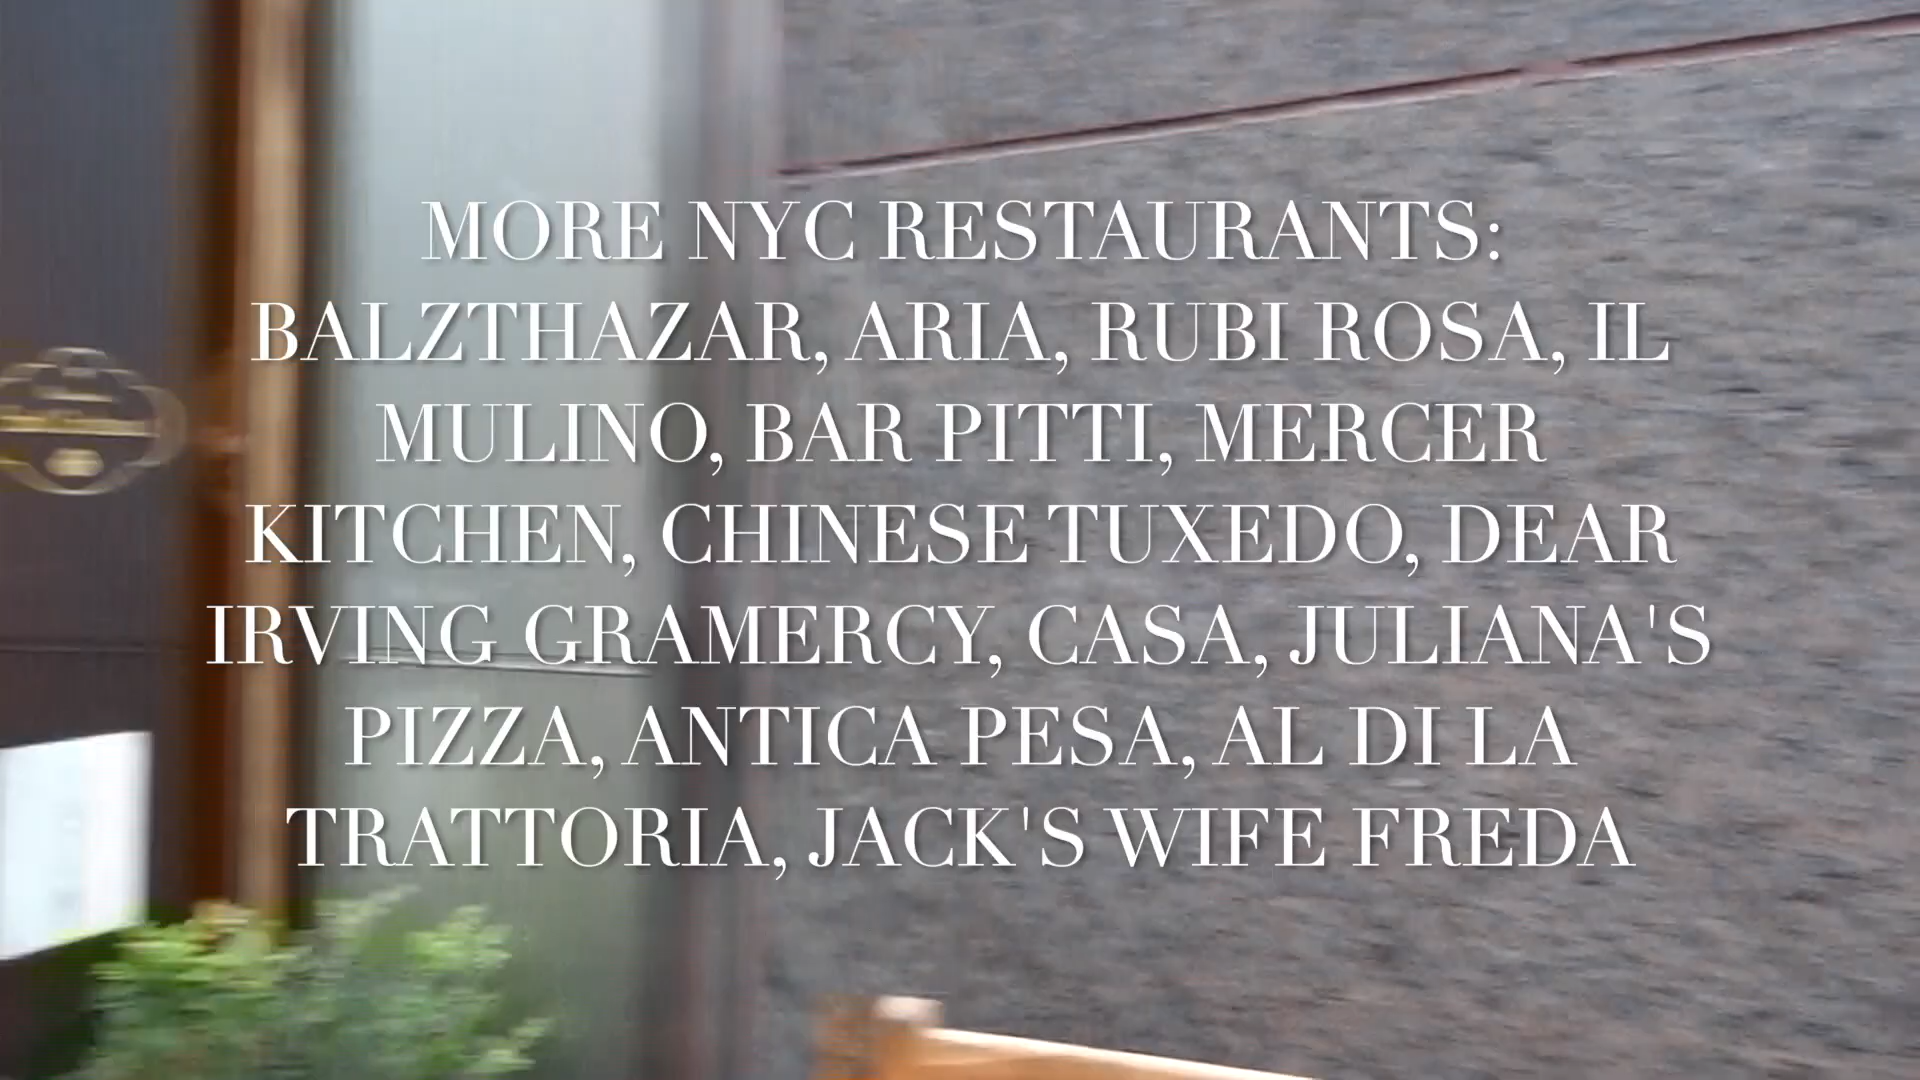 MORE NYC RESTAURANTS:
BALZTHAZAR, ARIA, RUBI ROSA, IL
MULINO, BAR PITTI, MERCER
KITCHEN, CHINESE TUXEDO, DEAR
IRVING GRAMERCY, CASA, JULIANA'S
PIZZA, ANTICA PESA, AL DI LA
TRATTORIA, JACK'S WIFE FREDA